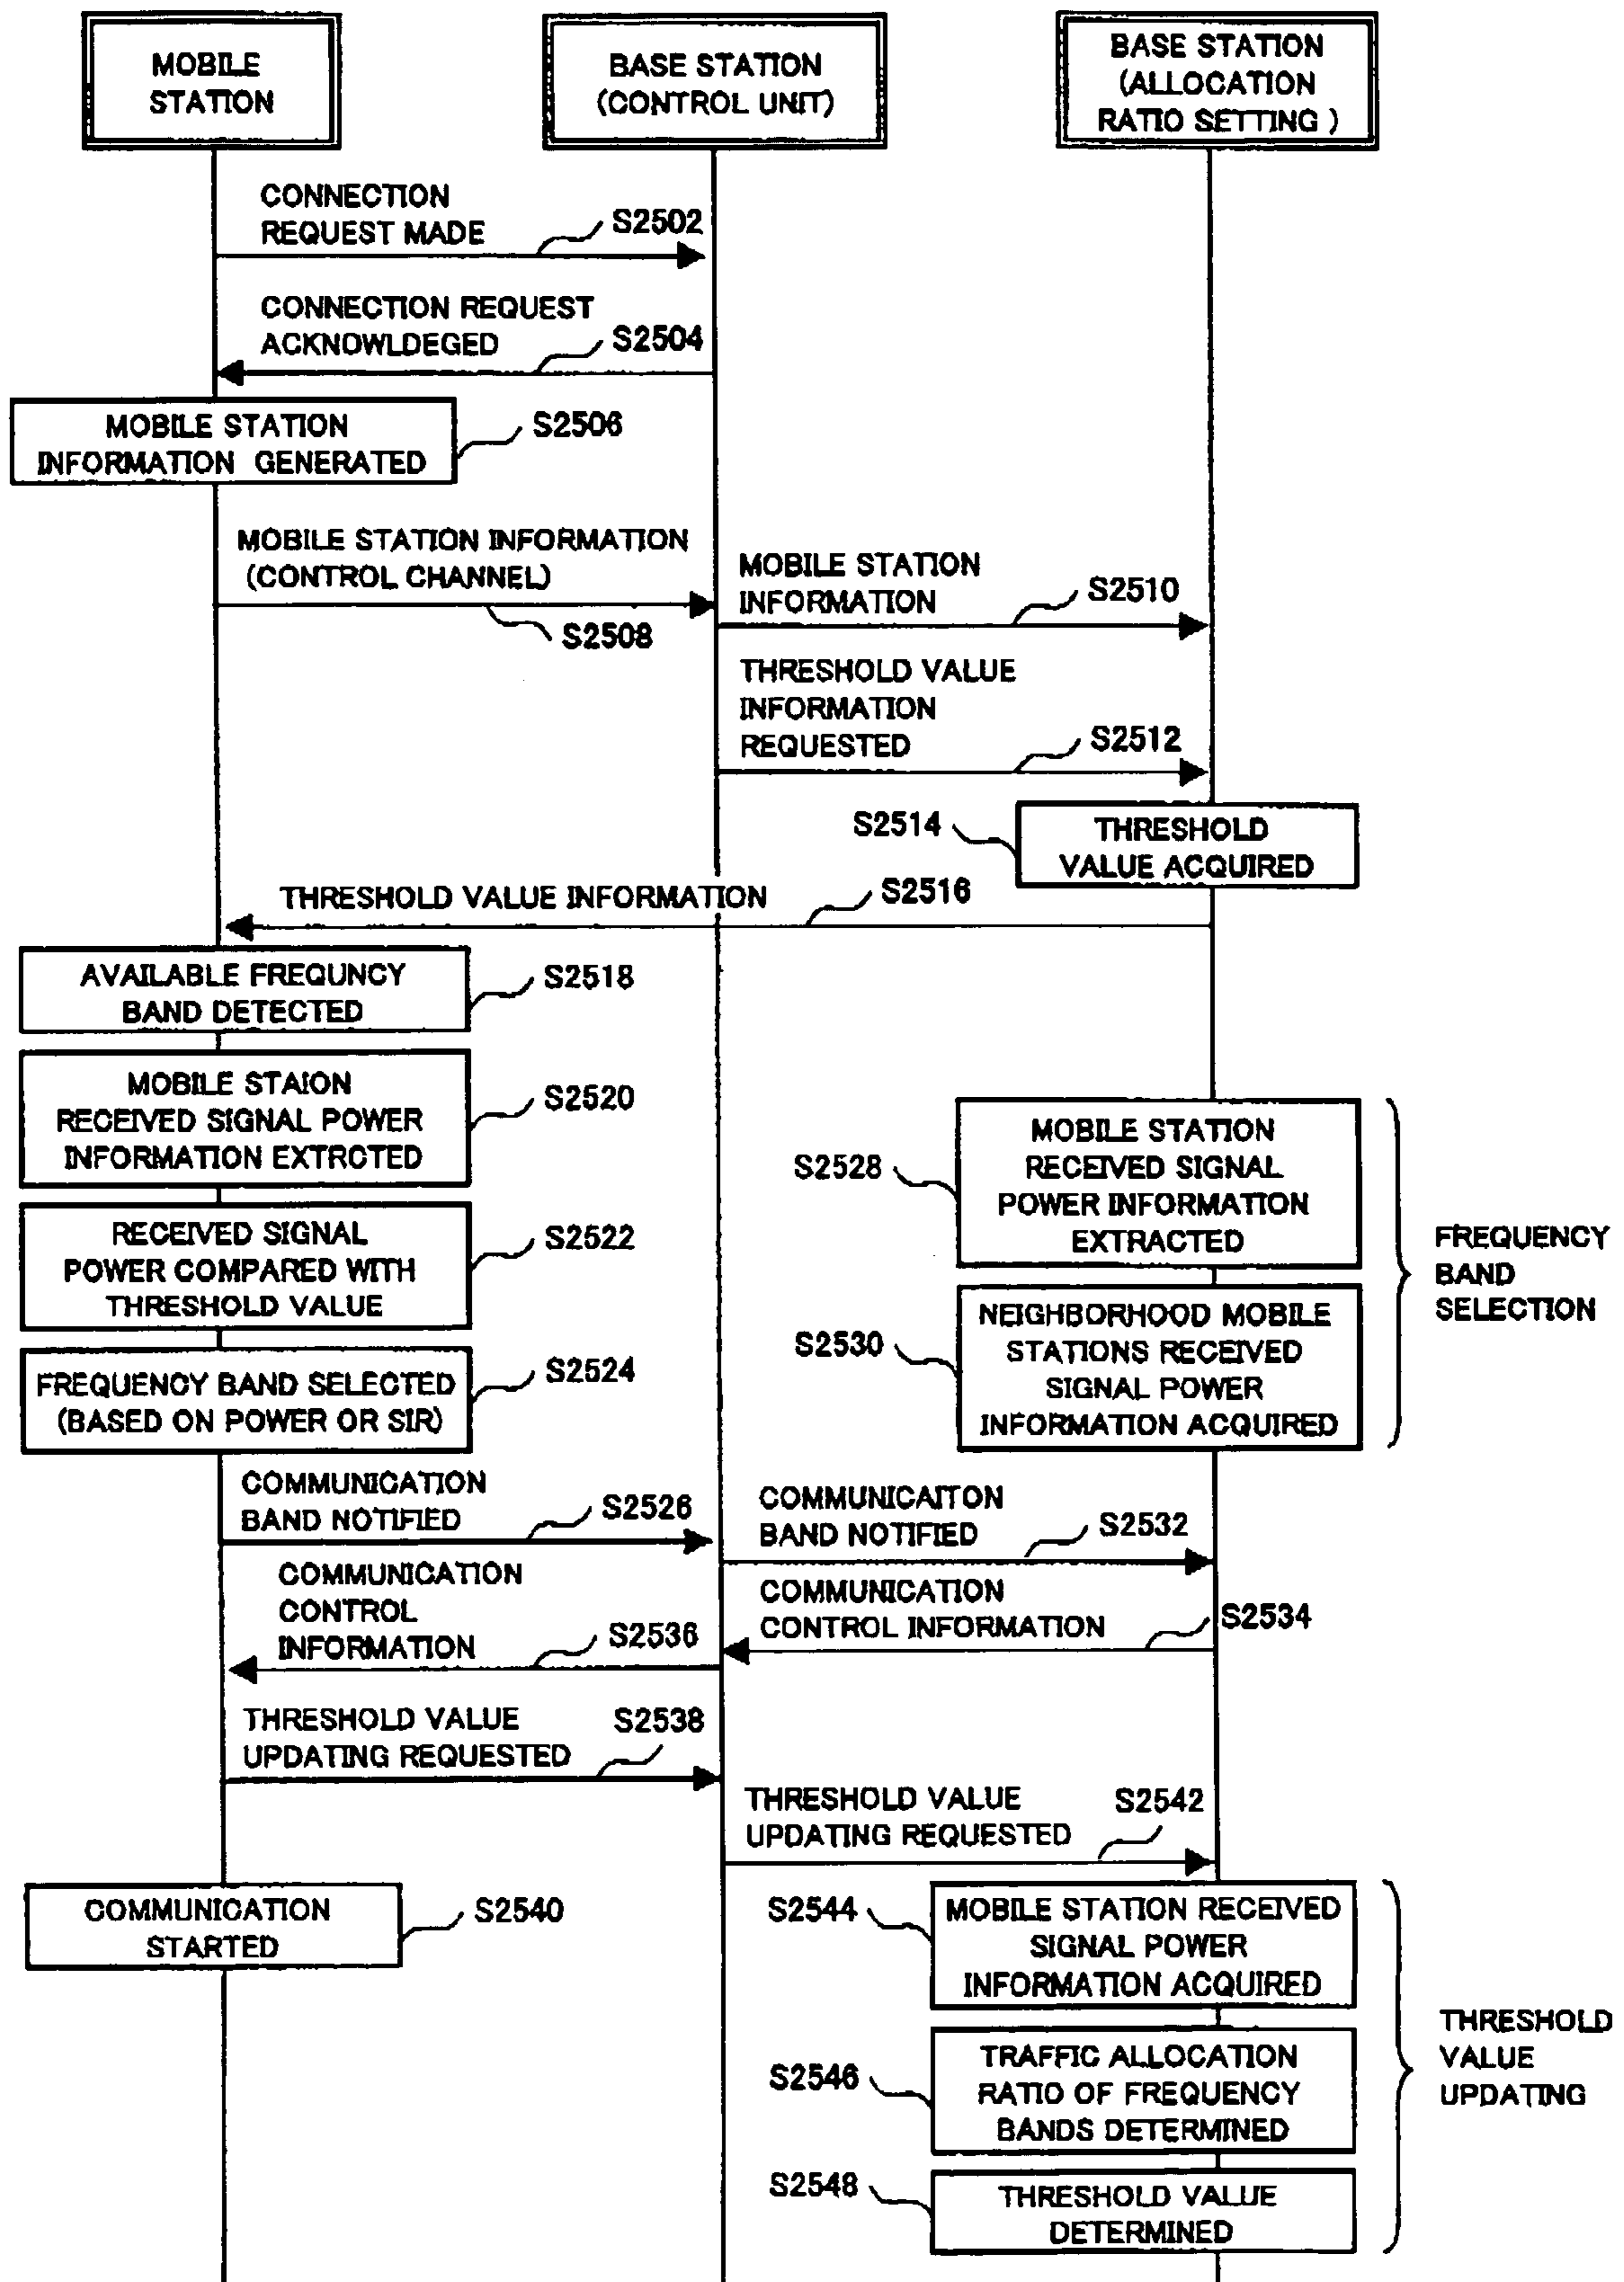 MOBILE
STATION
BASE STATION
(CONTROL UNIT)
BASE STATION
(ALLOCATION
RATIO SETTING )
CONNECTION
REQUEST MADE
S2502
CONNECTION REQUEST
ACKNOWLDEGED
S2504
MOBILE STATION
INFORMATION GENERATED
S2506
MOBILE STATION INFORMATION
(CONTROL CHANNEL)
S2508
MOBILE STATION
INFORMATION
S2510
THRESHOLD VALUE
INFORMATION
REQUESTED
S2512
S2514
THRESHOLD
VALUE ACQUIRED
THRESHOLD VALUE INFORMATION
S2516
AVAILABLE FREQUNCY
BAND DETECTED
S2518
MOBILE STAION
RECEIVED SIGNAL POWER
INFORMATION EXTRCTED
S2520
RECEIVED SIGNAL
POWER COMPARED WITH
THRESHOLD VALUE
S2522
FREQUENCY BAND SELECTED
(BASED ON POWER OR SIR)
S2524
S2528
MOBILE STATION
RECEIVED SIGNAL
POWER INFORMATION
EXTRACTED
S2530
NEIGHBORHOOD MOBILE
STATIONS RECEIVED
SIGNAL POWER
INFORMATION ACQUIRED
FREQUENCY
BAND
SELECTION
COMMUNICATION
BAND NOTIFIED
S2526
COMMUNICAITON
BAND NOTIFIED
S2532
COMMUNICATION
CONTROL INFORMATION
S2534
COMMUNICATION
CONTROL
INFORMATION
S2536
THRESHOLD VALUE
UPDATING REQUESTED
S2538
THRESHOLD VALUE
UPDATING REQUESTED
S2542
COMMUNICATION
STARTED
S2540
S2544
MOBILE STATION RECEIVED
SIGNAL POWER
INFORMATION ACQUIRED
S2546
TRAFFIC ALLOCATION
RATIO OF FREQUENCY
BANDS DETERMINED
S2548
THRESHOLD VALUE
DETERMINED
THRESHOLD
VALUE
UPDATING